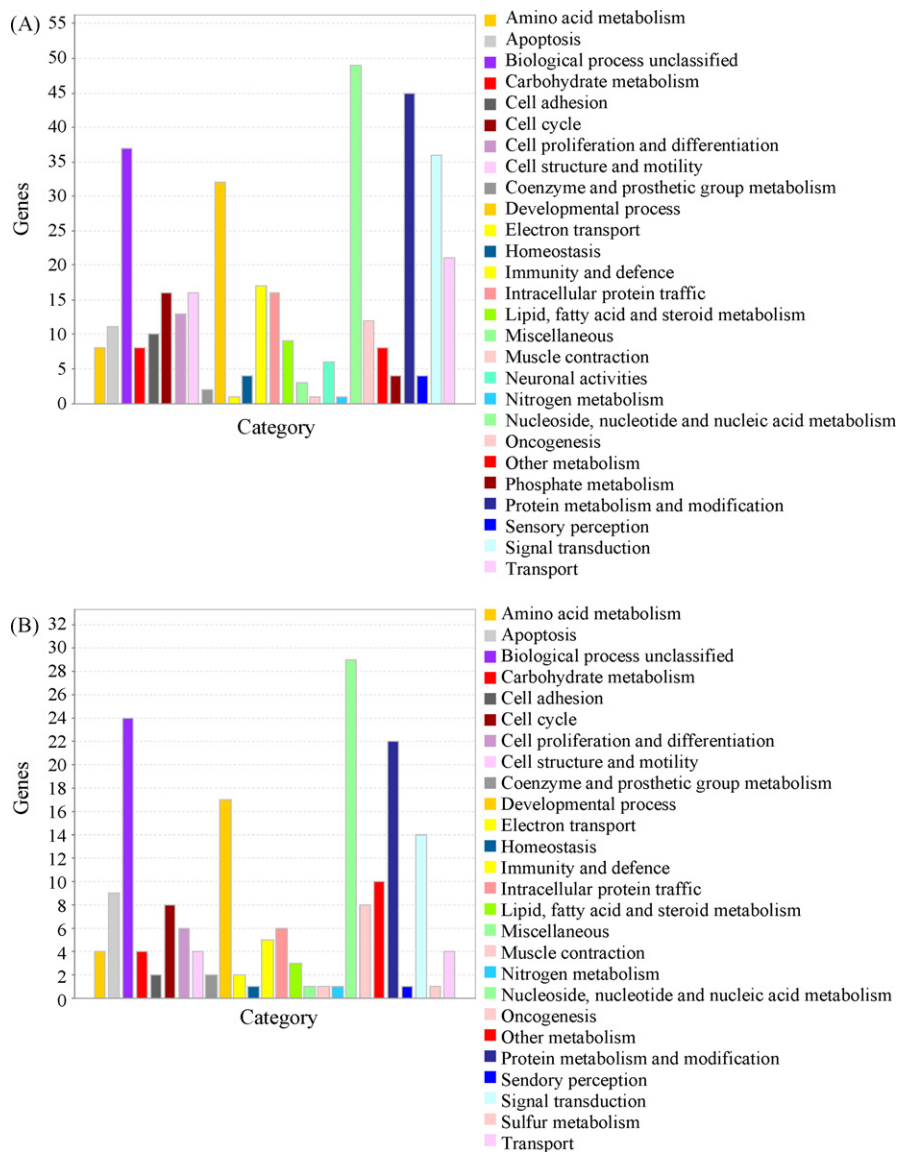 (A)
55
50
45
40
35
30
25
20
15
10
5
0
Genes
Category
Amino acid metabolism
Apoptosis
Biological process unclassified
Carbohydrate metabolism
Cell adhesion
Cell cycle
Cell proliferation and differentiation
Cell structure and motility
Coenzyme and prosthetic group metabolism
Developmental process
Electron transport
Homeostasis
Immunity and defence
Intracellular protein traffic
Lipid, fatty acid and steroid metabolism
Miscellaneous
Muscle contraction
Neuronal activities
Nitrogen metabolism
Nucleoside, nucleotide and nucleic acid metabolism
Oncogenesis
Other metabolism
Phosphate metabolism
Protein metabolism and modification
Sensory perception
Signal transduction
Transport
(B)
32
30
28
26
24
22
20
18
16
14
12
10
8
6
4
2
0
Genes
Category
Amino acid metabolism
Apoptosis
Biological process unclassified
Carbohydrate metabolism
Cell adhesion
Cell cycle
Cell proliferation and differentiation
Cell structure and motility
Coenzyme and prosthetic group metabolism
Developmental process
Electron transport
Homeostasis
Immunity and defence
Intracellular protein traffic
Lipid, fatty acid and steroid metabolism
Miscellaneous
Muscle contraction
Nitrogen metabolism
Nucleoside, nucleotide and nucleic acid metabolism
Oncogenesis
Other metabolism
Protein metabolism and modification
Sendory perception
Signal transduction
Sulfur metabolism
Transport